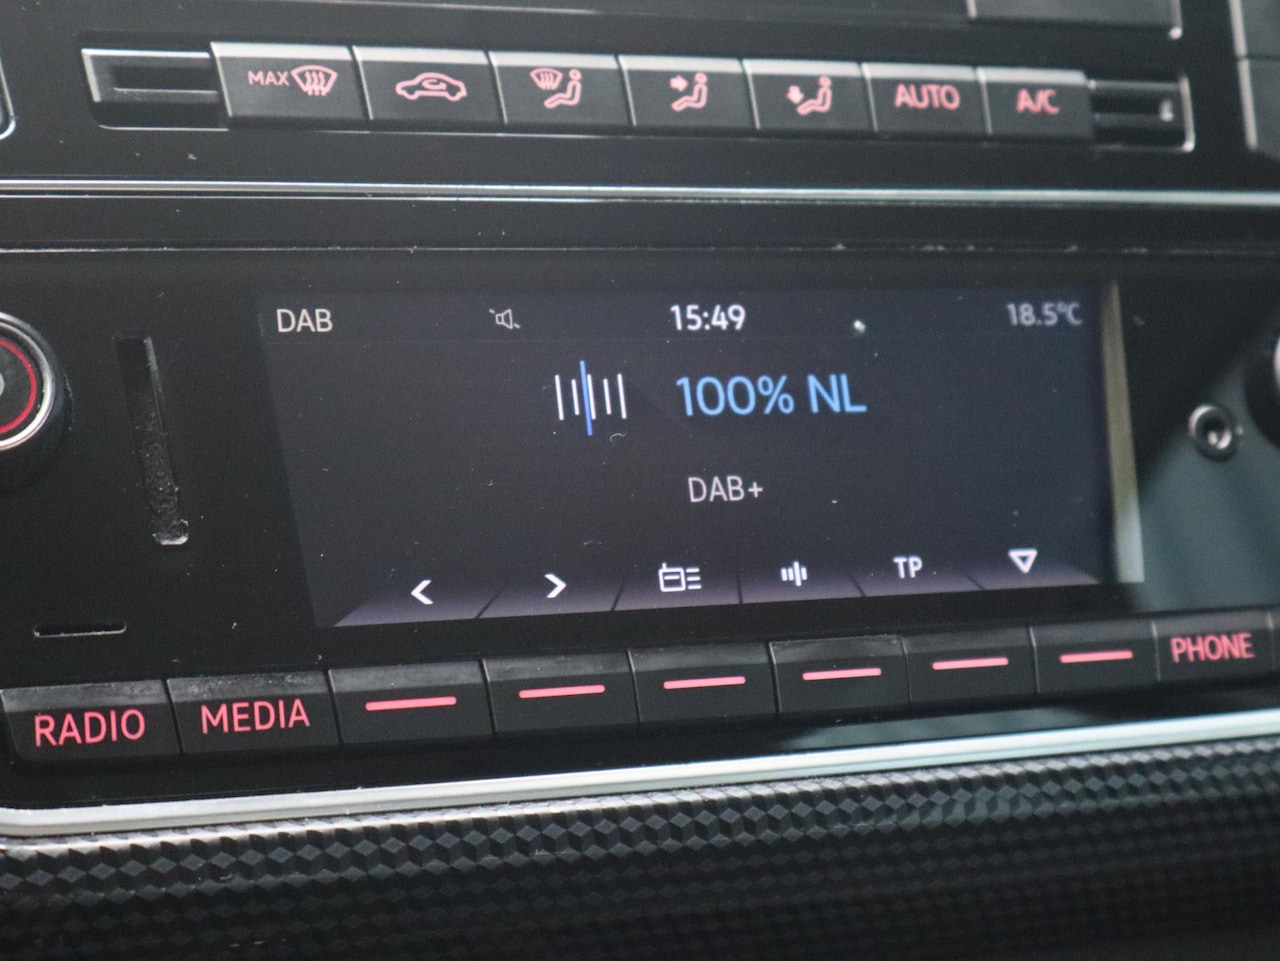 MAX
AUTO
A/C
DAB
15:49
18.5°C
100% NL
DAB+
TP
RADIO
MEDIA
PHONE